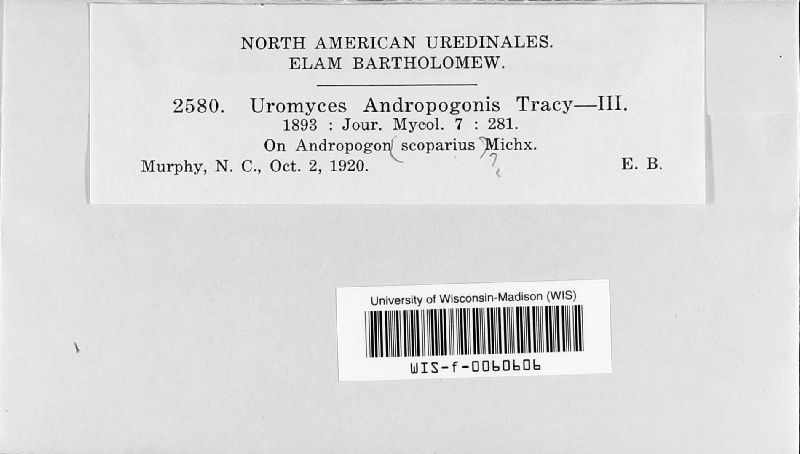 NORTH AMERICAN UREDINALES.
ELAM BARTHOLOMEW.
2580. Uromyces Andropogonis Tracy—III.
1893 : Jour. Mycol. 7 : 281.
On Andropogon ( scoparius )? Michx.
Murphy, N. C., Oct. 2, 1920. E. B.
University of Wisconsin-Madison (WIS)
WIS-f-0060606